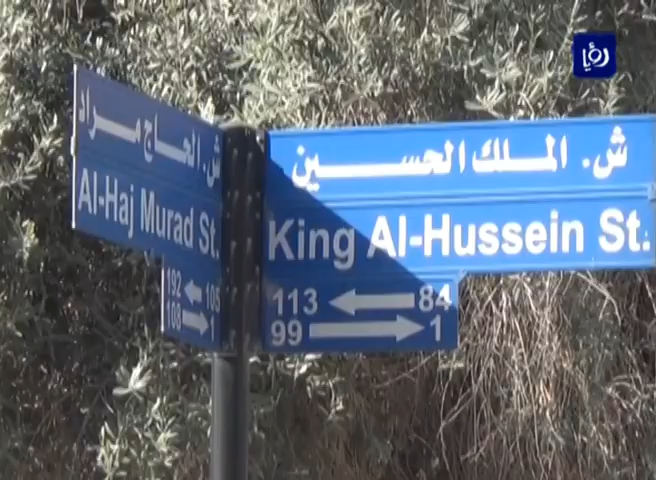 رؤيا
ش. الحاج مراد
Al-Haj Murad St.
192 ← 105
108 → 1
ش. الملك الحسين
King Al-Hussein St.
113 ← 84
99 → 1